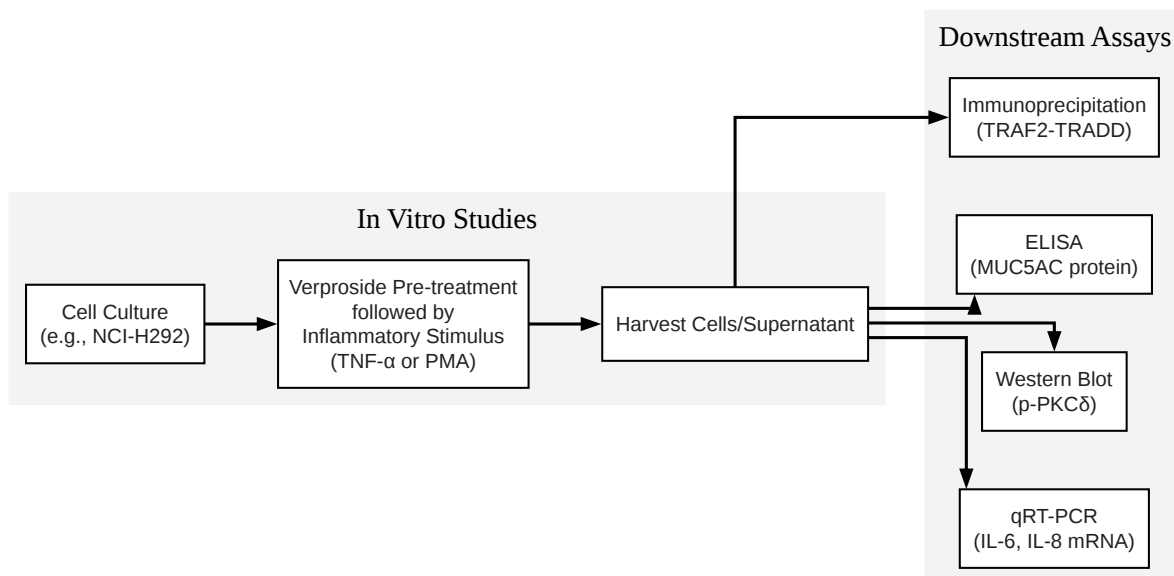 Downstream Assays
Immunoprecipitation
(TRAF2-TRADD)
In Vitro Studies
Cell Culture
(e.g., NCI-H292)
Verproside Pre-treatment
followed by
Inflammatory Stimulus
(TNF-α or PMA)
Harvest Cells/Supernatant
ELISA
(MUC5AC protein)
Western Blot
(p-PKCδ)
qRT-PCR
(IL-6, IL-8 mRNA)